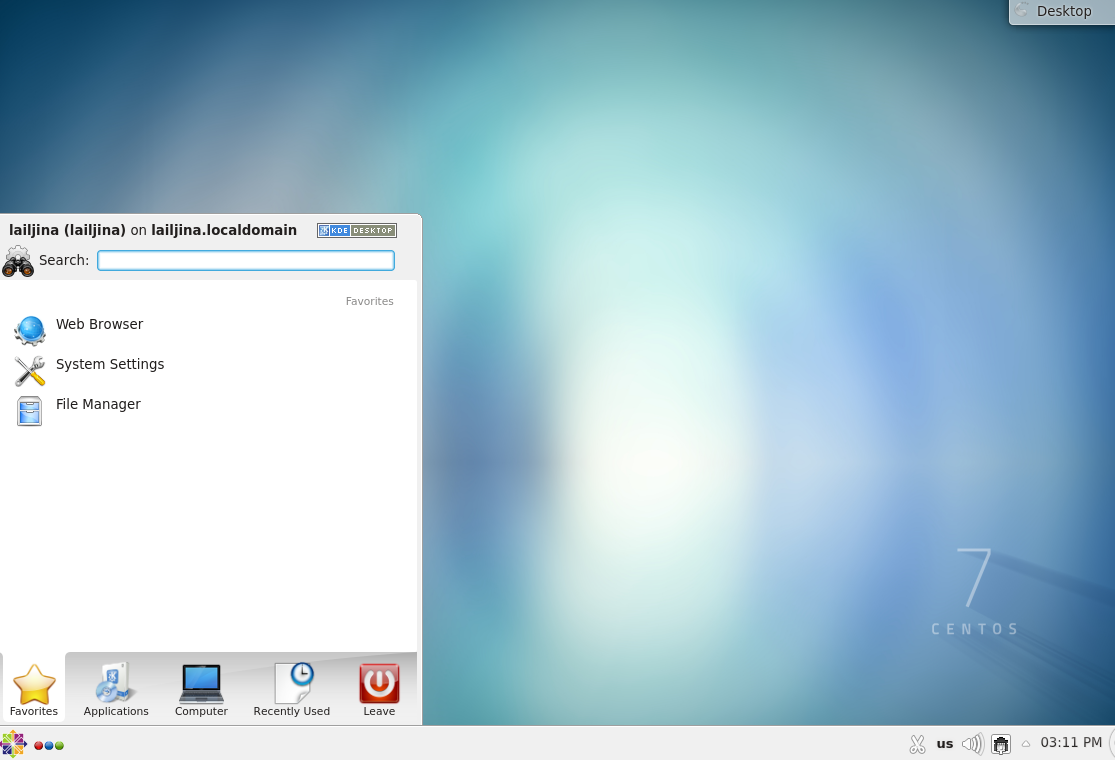 Desktop
lailjina (lailjina) on lailjina.localdomain
KDE DESKTOP
Search:
Favorites
Web Browser
System Settings
File Manager
7
CENTOS
Favorites
Applications
Computer
Recently Used
Leave
us
03:11 PM